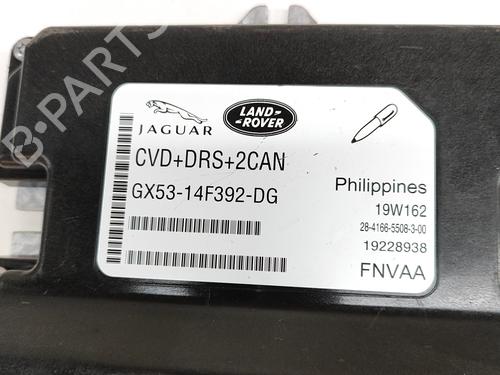 B-PARTS
JAGUAR
LAND-
-ROVER
CVD+DRS+2CAN
GX53-14F392-DG
Philippines
19W162
28-4166-5508-3-00
19228938
FNVAA